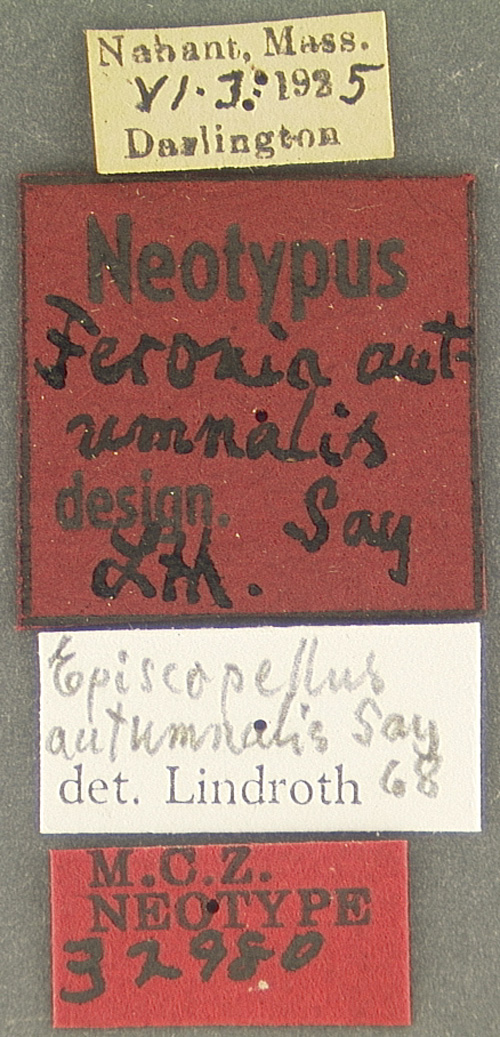 Nahant, Mass.
VI·3·1925
Darlington
Neotypus
Feronia aut-
umnalis
design. Say
LM.
Episcopellus
autumnalis Say
det. Lindroth 68
M.C.Z.
NEOTYPE
32980